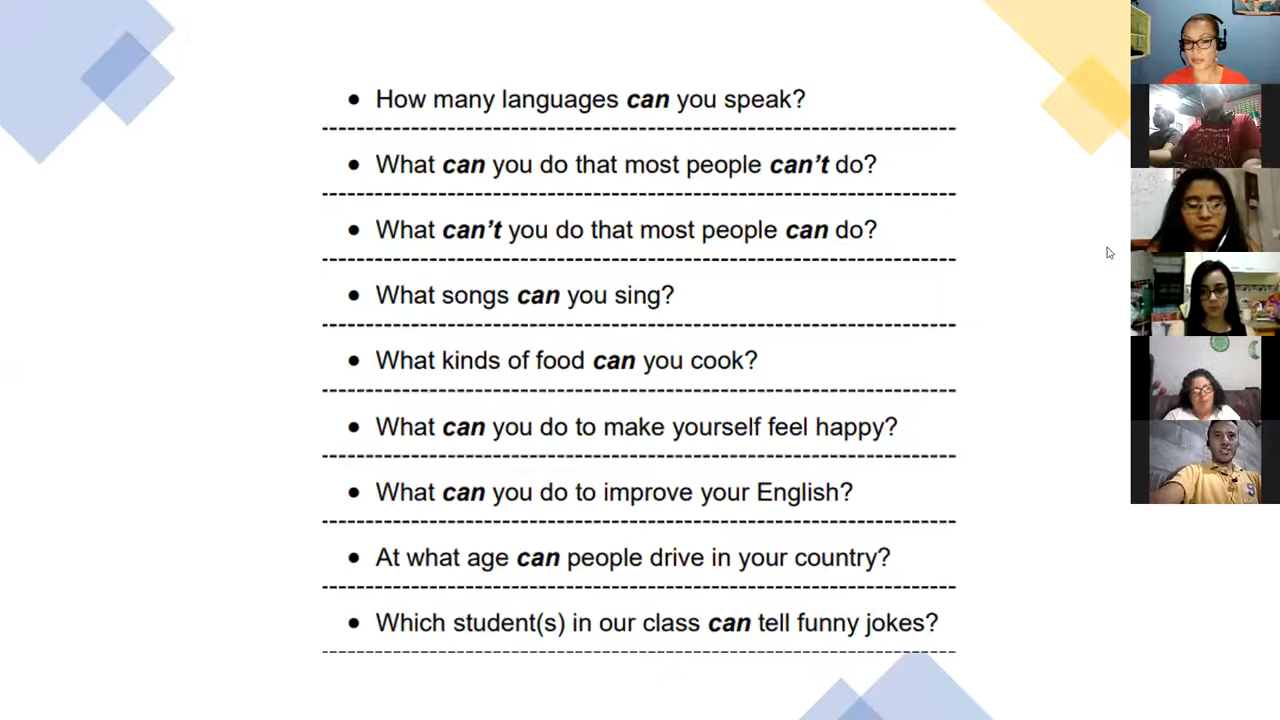 • How many languages can you speak?
• What can you do that most people can't do?
• What can't you do that most people can do?
• What songs can you sing?
• What kinds of food can you cook?
• What can you do to make yourself feel happy?
• What can you do to improve your English?
• At what age can people drive in your country?
• Which student(s) in our class can tell funny jokes?